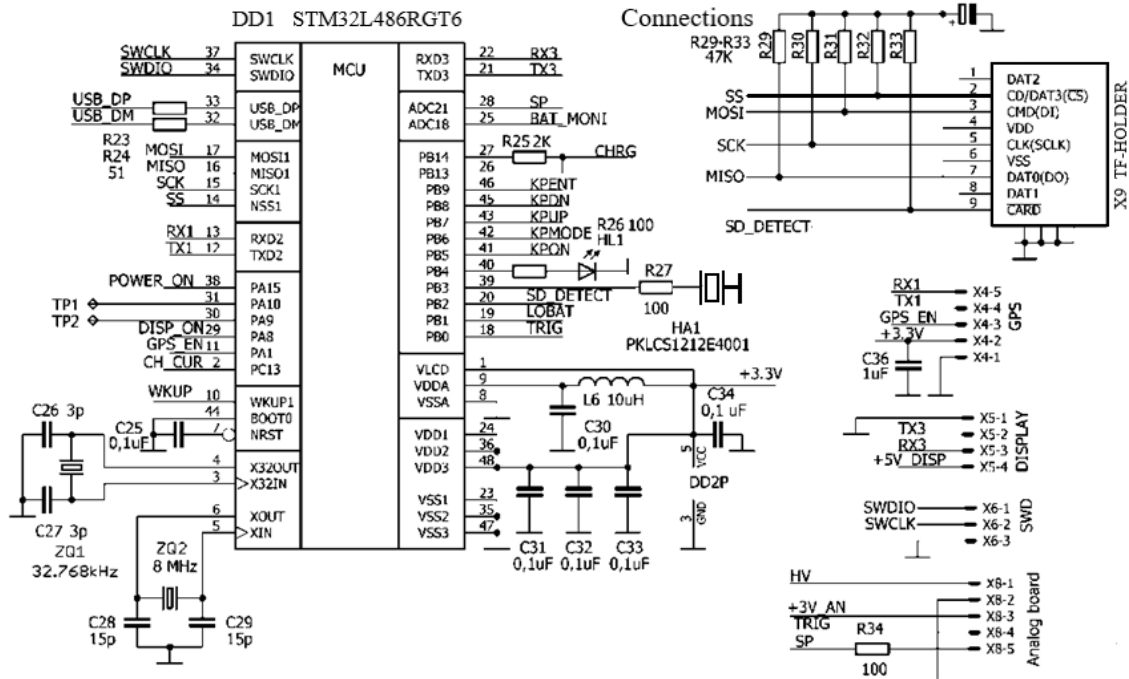 DD1 STM32L486RGT6
MCU
SWCLK 37 SWCLK
SWDIO 34 SWDIO
USB_DP 33 USB_DP
USB_DM 32 USB_DM
R23
R24
51
MOSI 17 MOSI1
MISO 16 MISO1
SCK 15 SCK1
SS 14 NSS1
RX1 13 RXD2
TX1 12 TXD2
POWER_ON 38 PA15
TP1 31 PA10
TP2 30 PA9
DISP_ON 29 PA8
GPS_EN 11 PA1
CH_CUR 2 PC13
WKUP 10 WKUP1
44 BOOT0
7 NRST
C26 3p
C25
0,1uF
4 X32OUT
3 X32IN
6 XOUT
5 XIN
C27 3p
ZQ1
32.768kHz
ZQ2
8 MHz
C28
15p
C29
15p
RXD3 22 RX3
TXD3 21 TX3
ADC21 28 SP
ADC18 25 BAT_MONI
PB14 27 R25 2K CHRG
PB13 26
PB9 46 KPENT
PB8 45 KPDN
PB7 43 KPUP
PB6 42 KPMODE
PB5 41 KPON
PB4 40
R26 100
HL1
PB3 39
R27
100
PB2 20 SD_DETECT
PB1 19 LOBAT
PB0 18 TRIG
HA1
PKLCS1212E4001
VLCD 1
VDDA 9
VSSA 8
+3.3V
L6 10uH
C34
0,1 uF
C30
0,1uF
VDD1 24
VDD2 36
VDD3 48
VSS1 23
VSS2 35
VSS3 47
5 VCC
DD2P
3 GND
C31
0,1uF
C32
0,1uF
C33
0,1uF
Connections
R29·R33
47K
R29
R30
R31
R32
R33
+
1 DAT2
SS 2 CD/DAT3(CS)
MOSI 3 CMD(DI)
4 VDD
SCK 5 CLK(SCLK)
6 VSS
MISO 7 DAT0(DO)
8 DAT1
SD_DETECT 9 CARD
X9 TF-HOLDER
RX1 X4-5
TX1 X4-4
GPS_EN X4-3
+3.3V X4-2
X4-1
GPS
C36
1uF
X5-1
TX3 X5-2
RX3 X5-3
+5V_DISP X5-4
DISPLAY
SWDIO X6-1
SWCLK X6-2
X6-3
SWD
HV X8-1
X8-2
+3V_AN X8-3
TRIG X8-4
SP X8-5
R34
100
Analog board